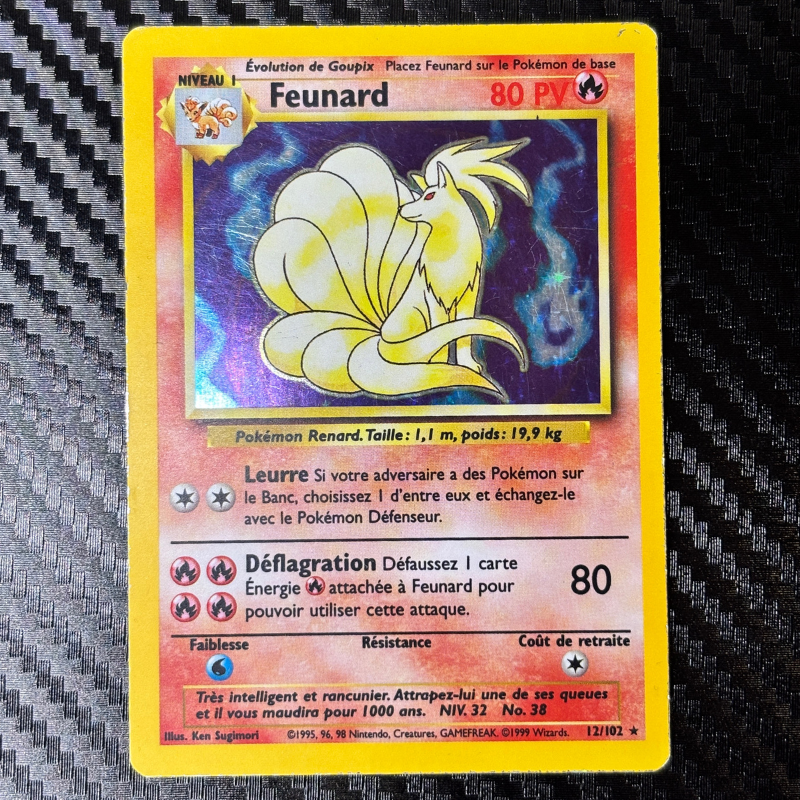 Évolution de Goupix Placez Feunard sur le Pokémon de base
NIVEAU I
Feunard 80 PV
Pokémon Renard. Taille: 1,1 m, poids: 19,9 kg
Leurre Si votre adversaire a des Pokémon sur
le Banc, choisissez 1 d'entre eux et échangez-le
avec le Pokémon Défenseur.
Déflagration Défaussez 1 carte
Énergie attachée à Feunard pour
pouvoir utiliser cette attaque.
80
Faiblesse Résistance Coût de retraite
Très intelligent et rancunier. Attrapez-lui une de ses queues
et il vous maudira pour 1000 ans. NIV. 32 No. 38
Illus. Ken Sugimori ©1995, 96, 98 Nintendo, Creatures, GAMEFREAK. ©1999 Wizards. 12/102 ★